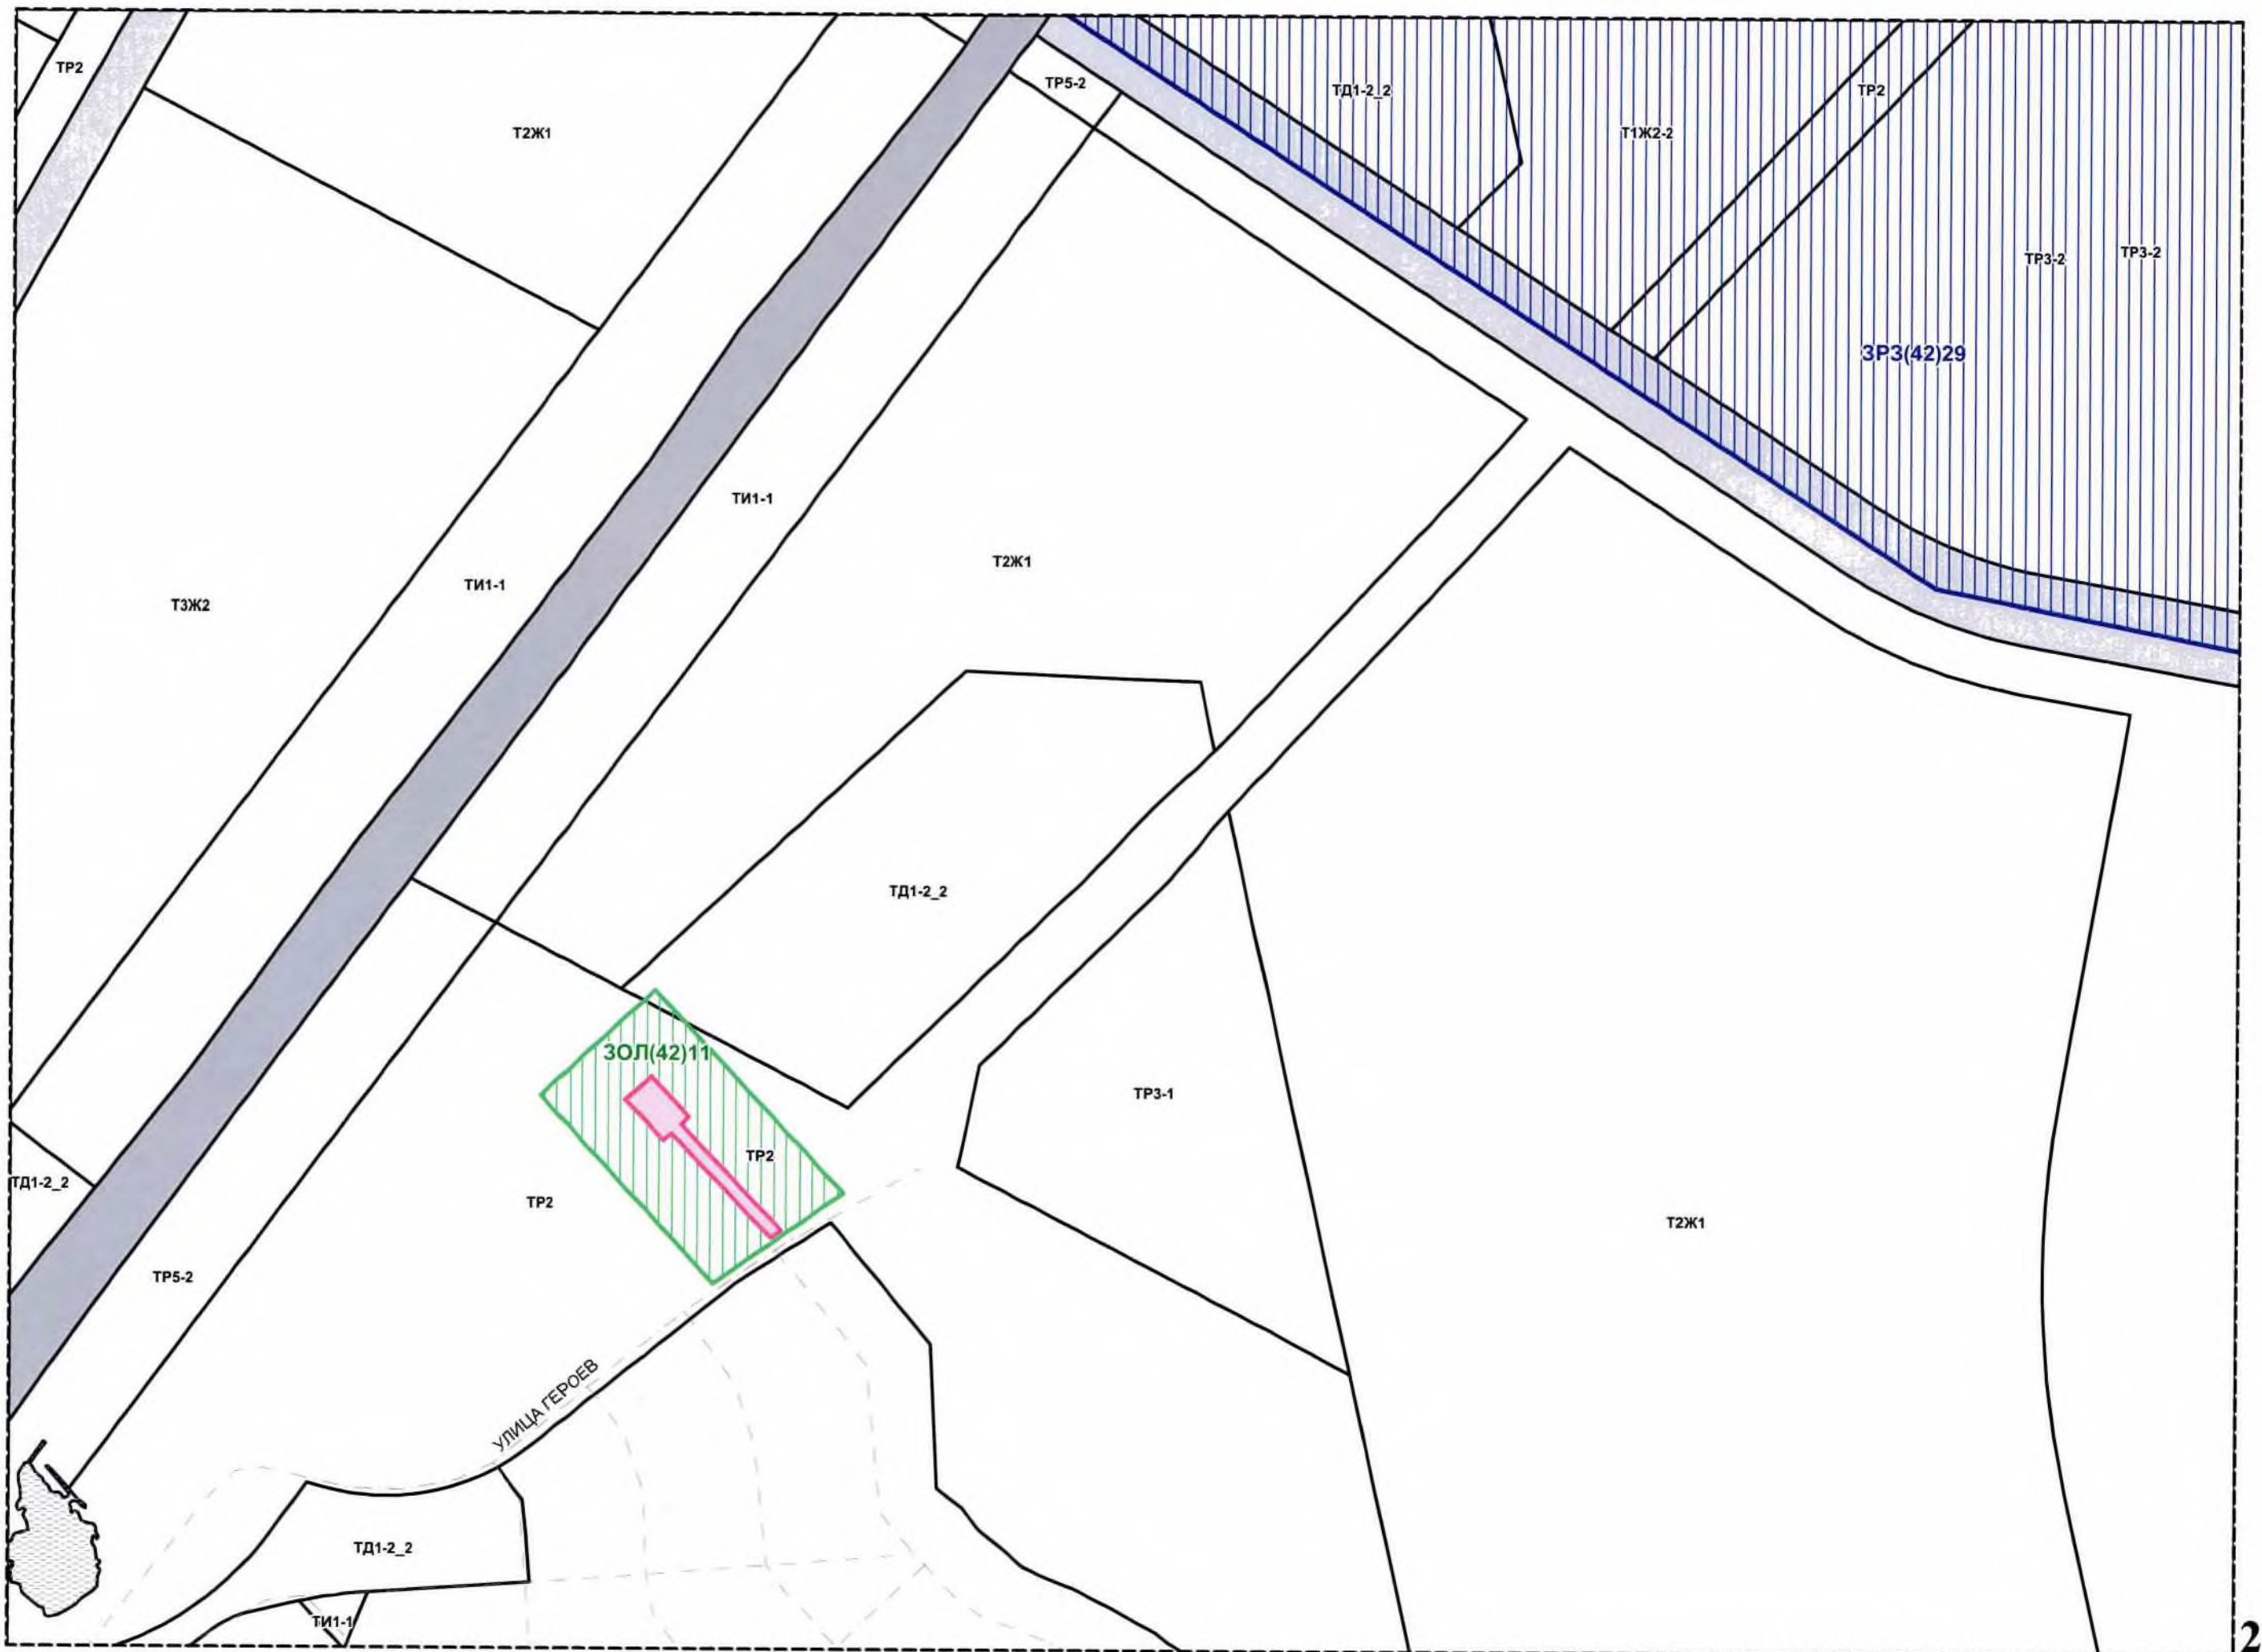 ТР2
ТР5-2
ТД1-2_2
ТР2
Т2Ж1
Т1Ж2-2
ТР3-2
ТР3-2
ЗРЗ(42)29
ТИ1-1
Т2Ж1
ТИ1-1
Т3Ж2
ТД1-2_2
ЗОЛ(42)11
ТР3-1
ТР2
ТД1-2_2
ТР2
Т2Ж1
ТР5-2
УЛИЦА ГЕРОЕВ
ТД1-2_2
ТИ1-1
2